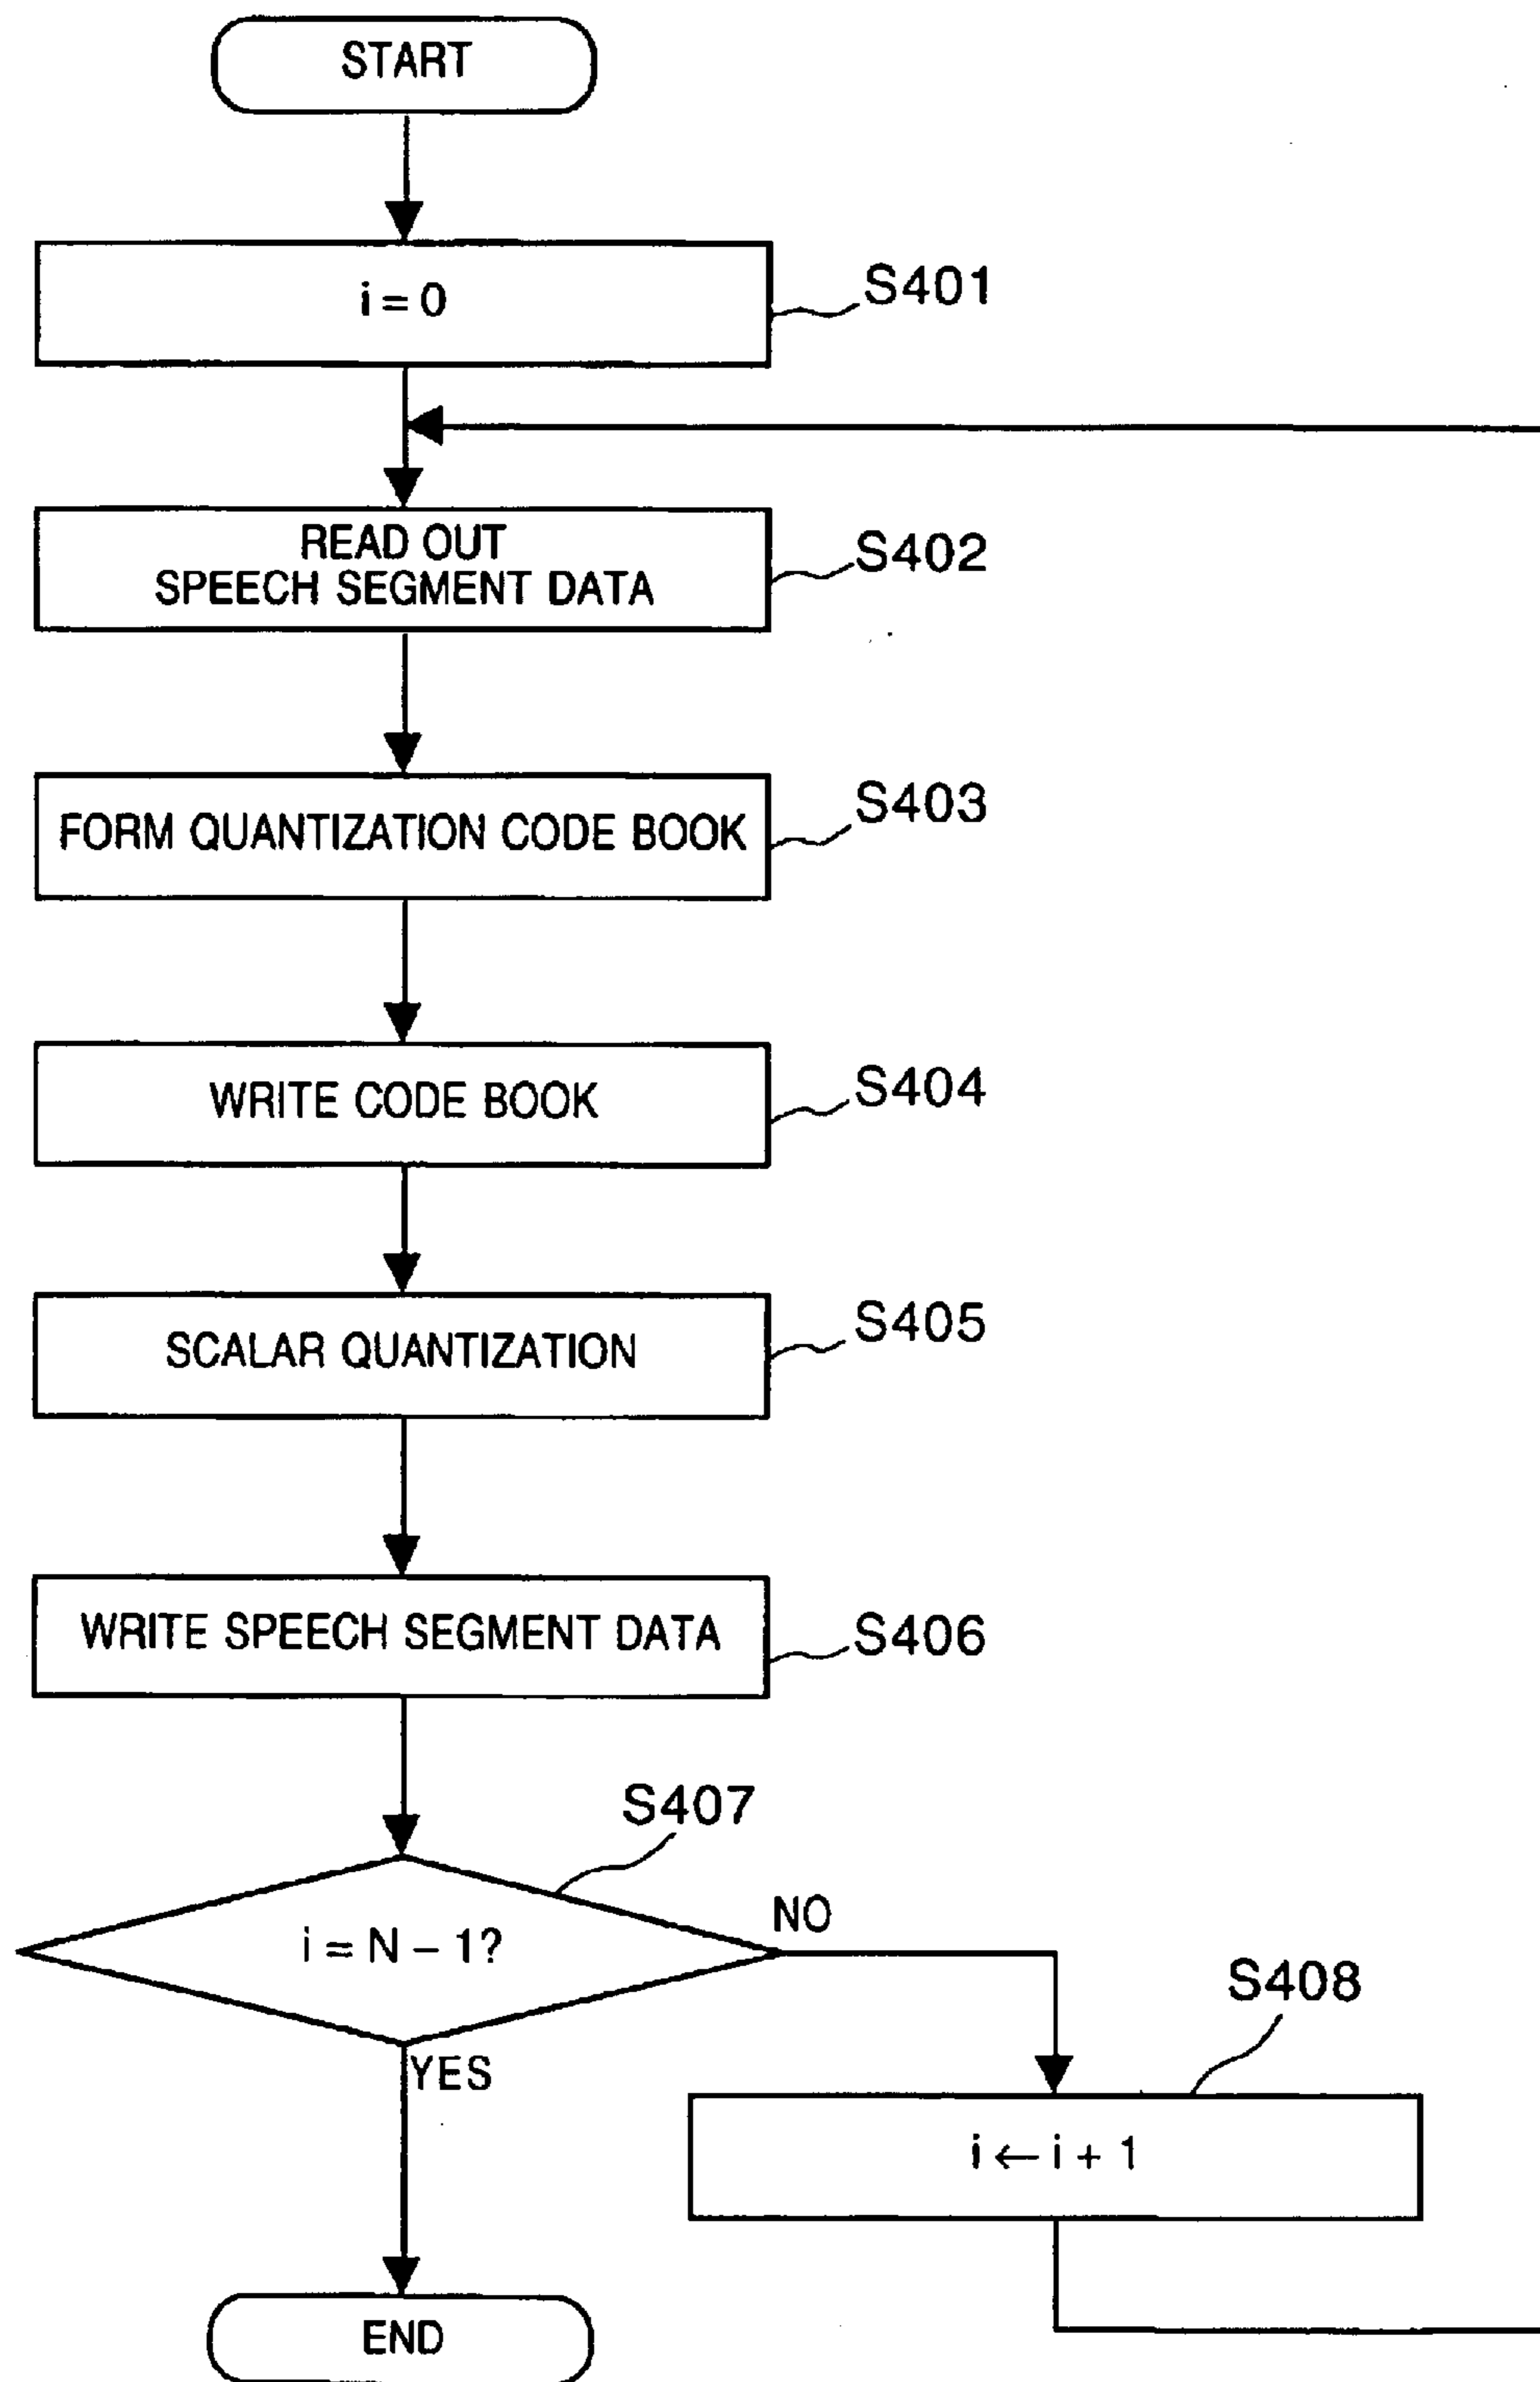 START
i = 0
S401
READ OUT
SPEECH SEGMENT DATA
S402
FORM QUANTIZATION CODE BOOK
S403
WRITE CODE BOOK
S404
SCALAR QUANTIZATION
S405
WRITE SPEECH SEGMENT DATA
S406
S407
i = N – 1?
NO
YES
S408
i ← i + 1
END